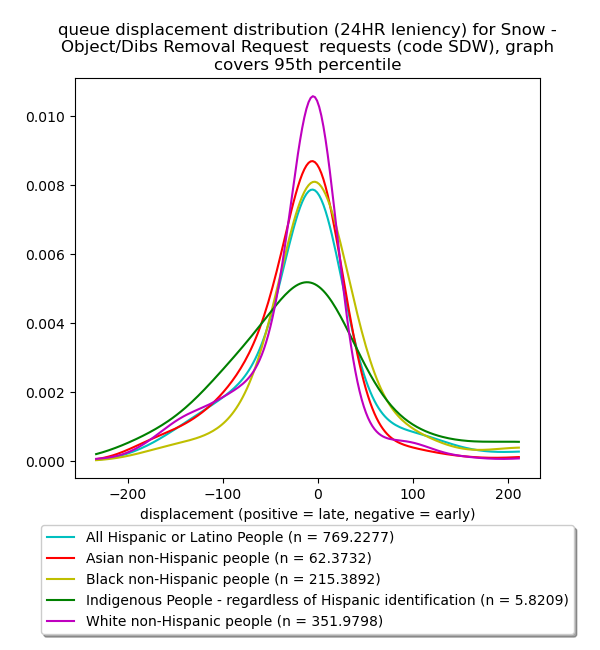 queue displacement distribution (24HR leniency) for Snow -
Object/Dibs Removal Request  requests (code SDW), graph
covers 95th percentile
0.010
0.008
0.006
0.004
0.002
0.000
−200 −100 0 100 200
displacement (positive = late, negative = early)
All Hispanic or Latino People (n = 769.2277)
Asian non-Hispanic people (n = 62.3732)
Black non-Hispanic people (n = 215.3892)
Indigenous People - regardless of Hispanic identification (n = 5.8209)
White non-Hispanic people (n = 351.9798)